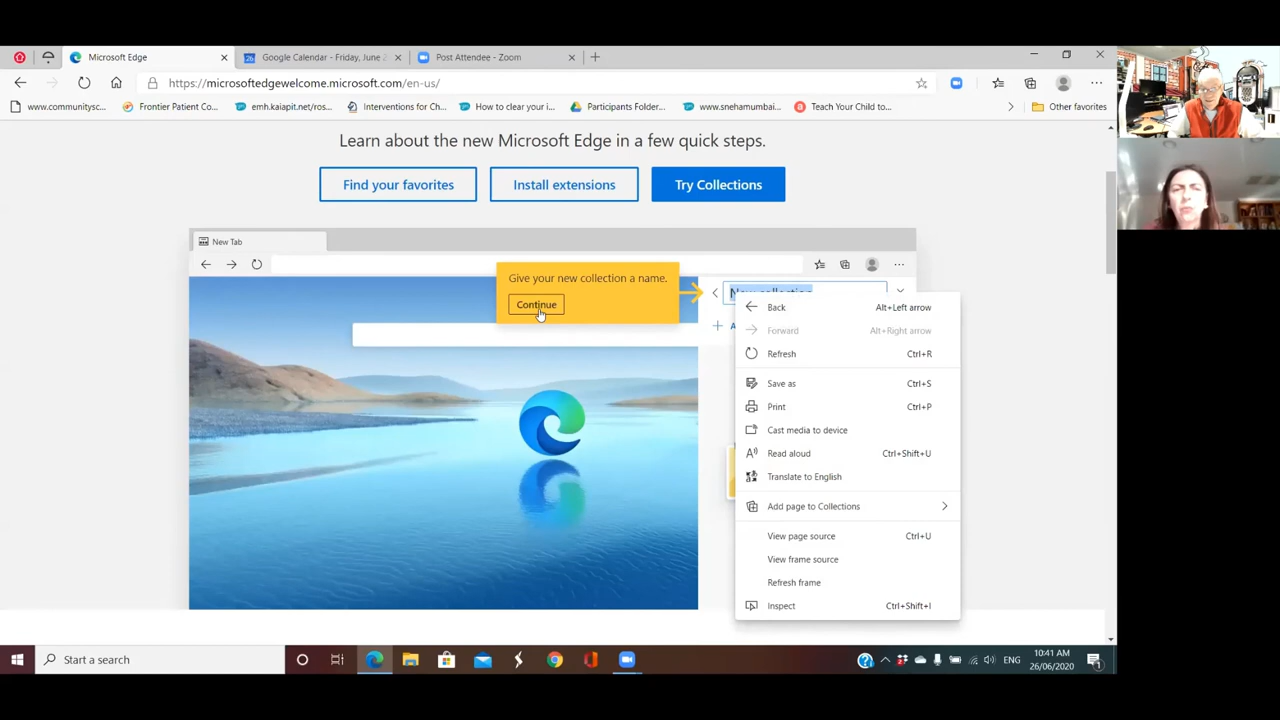 Microsoft Edge
Google Calendar - Friday, June 2
Post Attendee - Zoom
https://microsoftedgewelcome.microsoft.com/en-us/
www.communitysc...
Frontier Patient Co...
emh.kaiapit.net/ros...
Interventions for Ch...
How to clear your i...
Participants Folder...
www.snehamumbai...
Teach Your Child to
Other favorites
Learn about the new Microsoft Edge in a few quick steps.
Find your favorites
Install extensions
Try Collections
New Tab
Give your new collection a name.
Continue
New collection
Back Alt+Left arrow
Forward Alt+Right arrow
Refresh Ctrl+R
Save as Ctrl+S
Print Ctrl+P
Cast media to device
Read aloud Ctrl+Shift+U
Translate to English
Add page to Collections
View page source Ctrl+U
View frame source
Refresh frame
Inspect Ctrl+Shift+I
Start a search
ENG
10:41 AM
26/06/2020